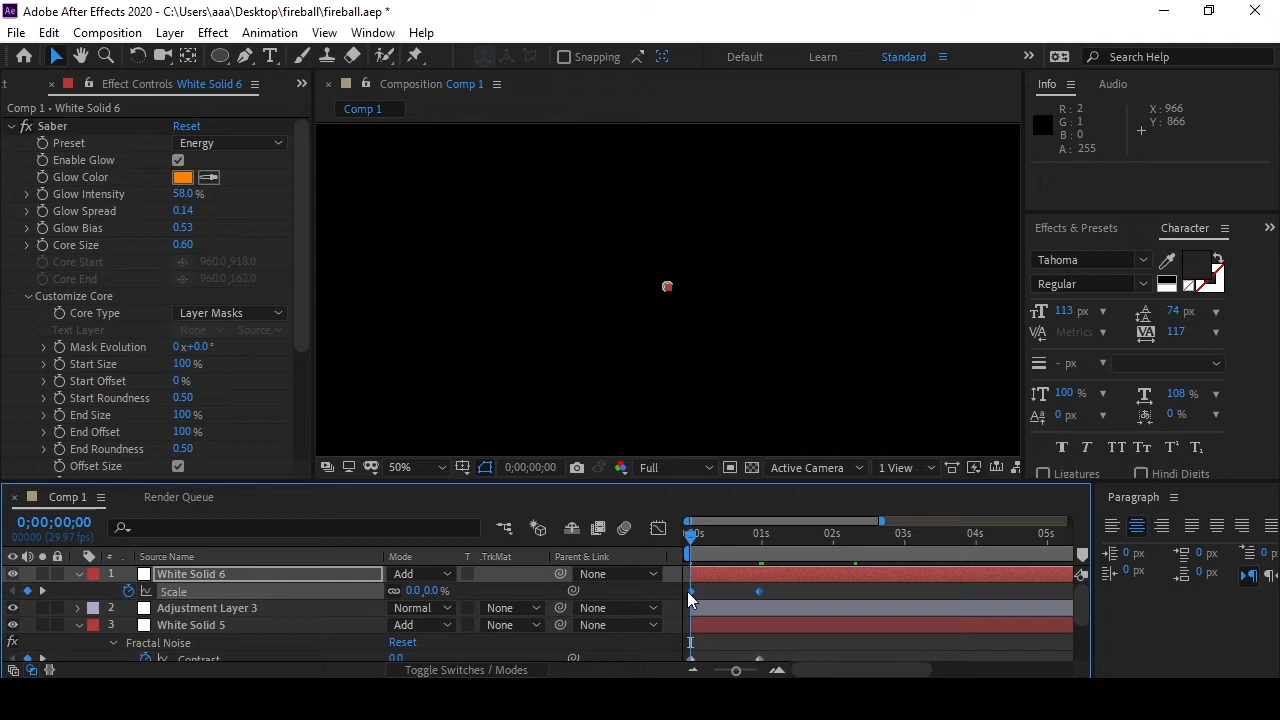 Ae Adobe After Effects 2020 - C:\Users\aaa\Desktop\fireball\fireball.aep *
File Edit Composition Layer Effect Animation View Window Help
Snapping Default Learn Standard Search Help
Effect Controls White Solid 6
Composition Comp 1
Info Audio
Comp 1 • White Solid 6
Comp 1
R: 2 X: 966
G: 1 Y: 866
B: 0
A: 255
fx Saber Reset
Preset Energy
Enable Glow
Glow Color
Glow Intensity 58.0 %
Glow Spread 0.14
Glow Bias 0.53
Core Size 0.60
Core Start 960.0,918.0
Core End 960.0,162.0
Customize Core
Core Type Layer Masks
Text Layer None Source
Mask Evolution 0x+0.0°
Start Size 100 %
Start Offset 0 %
Start Roundness 0.50
End Size 100 %
End Offset 100 %
End Roundness 0.50
Offset Size
Effects & Presets Character
Tahoma
Regular
113 px 74 px
Metrics 117
- px
100 % 108 %
0 px 0 %
T T TT Tt T¹ T₁
Ligatures Hindi Digits
50% 0;00;00;00 Full Active Camera 1 View
Comp 1 Render Queue
Paragraph
0;00;00;00
00000 (29.97 fps)
:00s 01s 02s 03s 04s 05s
# Source Name Mode T .TrkMat Parent & Link
1 White Solid 6 Add None
Scale 0.0,0.0 %
2 Adjustment Layer 3 Normal None None
3 White Solid 5 Add None None
fx Fractal Noise Reset
Contrast 0.0
Toggle Switches / Modes
0 px 0 px 0 p
0 px 0 px